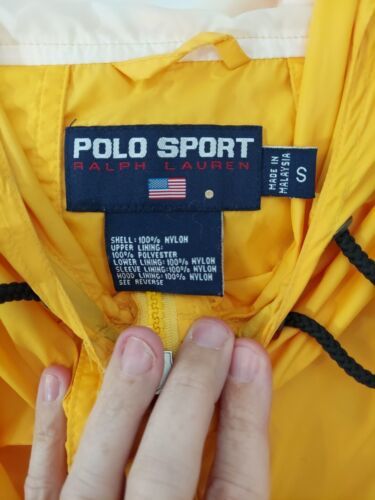 POLO SPORT
RALPH LAUREN
MADE IN
MALAYSIA
S
SHELL: 100% NYLON
UPPER LINING:
100% POLYESTER
LOWER LINING: 100% NYLON
SLEEVE LINING: 100% NYLON
HOOD LINING: 100% NYLON
SEE REVERSE